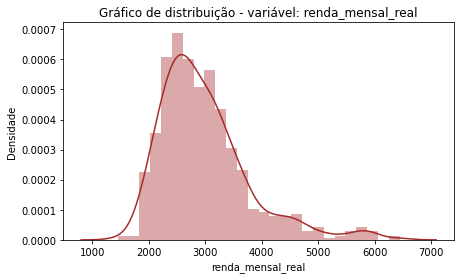 Gráfico de distribuição - variável: renda_mensal_real
0.0007
0.0006
0.0005
0.0004
0.0003
0.0002
0.0001
0.0000
Densidade
1000 2000 3000 4000 5000 6000 7000
renda_mensal_real